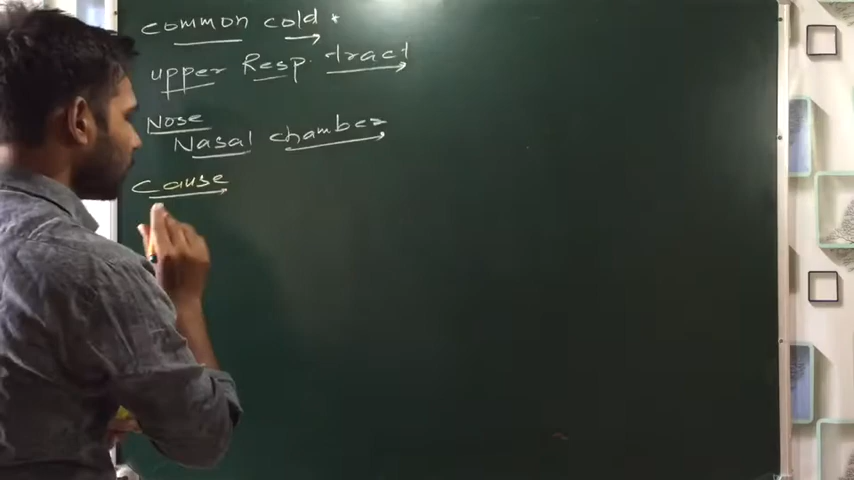 common cold *
upper Resp. tract
Nose
Nasal chamber
Cause